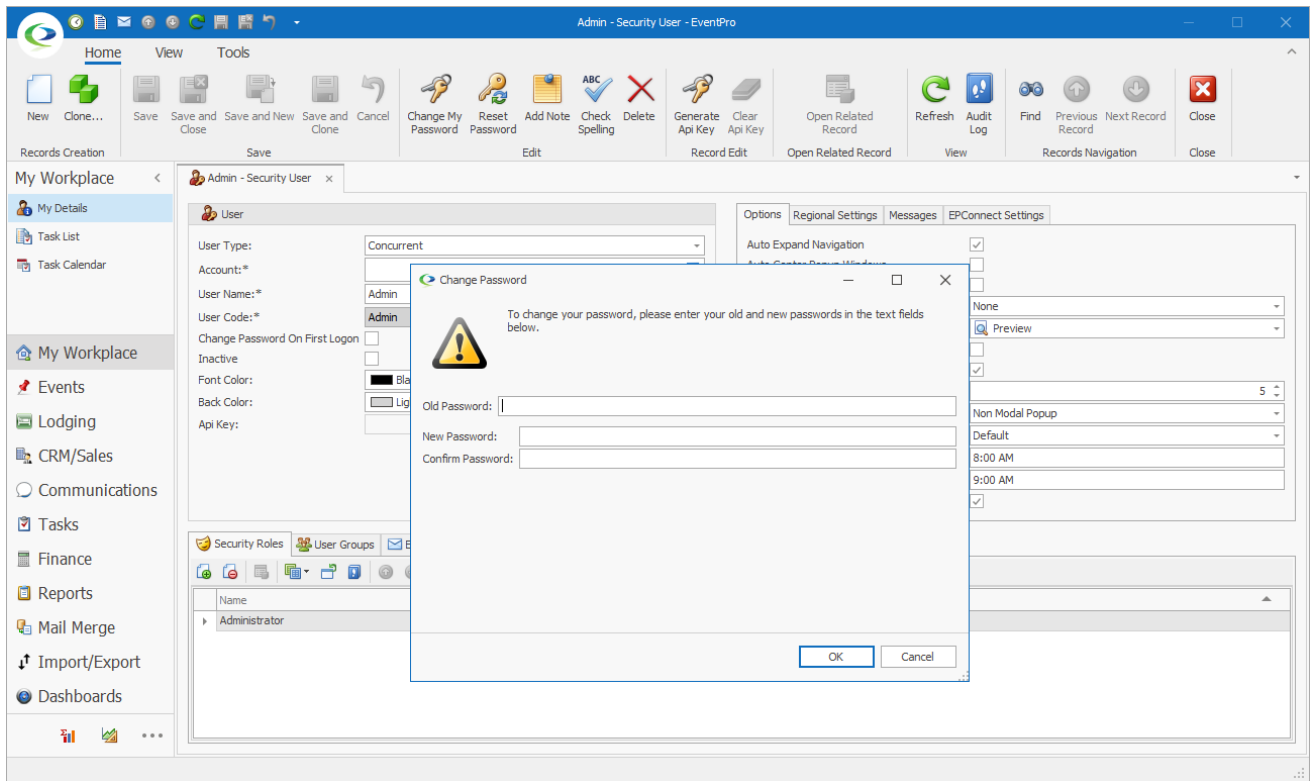 Admin - Security User - EventPro
Home View Tools
New Clone... Save Save and Close Save and New Save and Clone Cancel Change My Password Reset Password Add Note Check Spelling Delete Generate Api Key Clear Api Key Open Related Record Refresh Audit Log Find Previous Record Next Record Close
Records Creation Save Edit Record Edit Open Related Record View Records Navigation Close
My Workplace
My Details
Task List
Task Calendar
My Workplace
Events
Lodging
CRM/Sales
Communications
Tasks
Finance
Reports
Mail Merge
Import/Export
Dashboards
Admin - Security User
User
User Type: Concurrent
Account:*
User Name:* Admin
User Code:* Admin
Change Password On First Logon
Inactive
Font Color: Bla
Back Color: Lig
Api Key:
Options Regional Settings Messages EPConnect Settings
Auto Expand Navigation
Auto Center Popup Windows
None
Preview
5
Non Modal Popup
Default
8:00 AM
9:00 AM
Change Password
To change your password, please enter your old and new passwords in the text fields
below.
Old Password:
New Password:
Confirm Password:
OK Cancel
Security Roles User Groups E
Name
Administrator